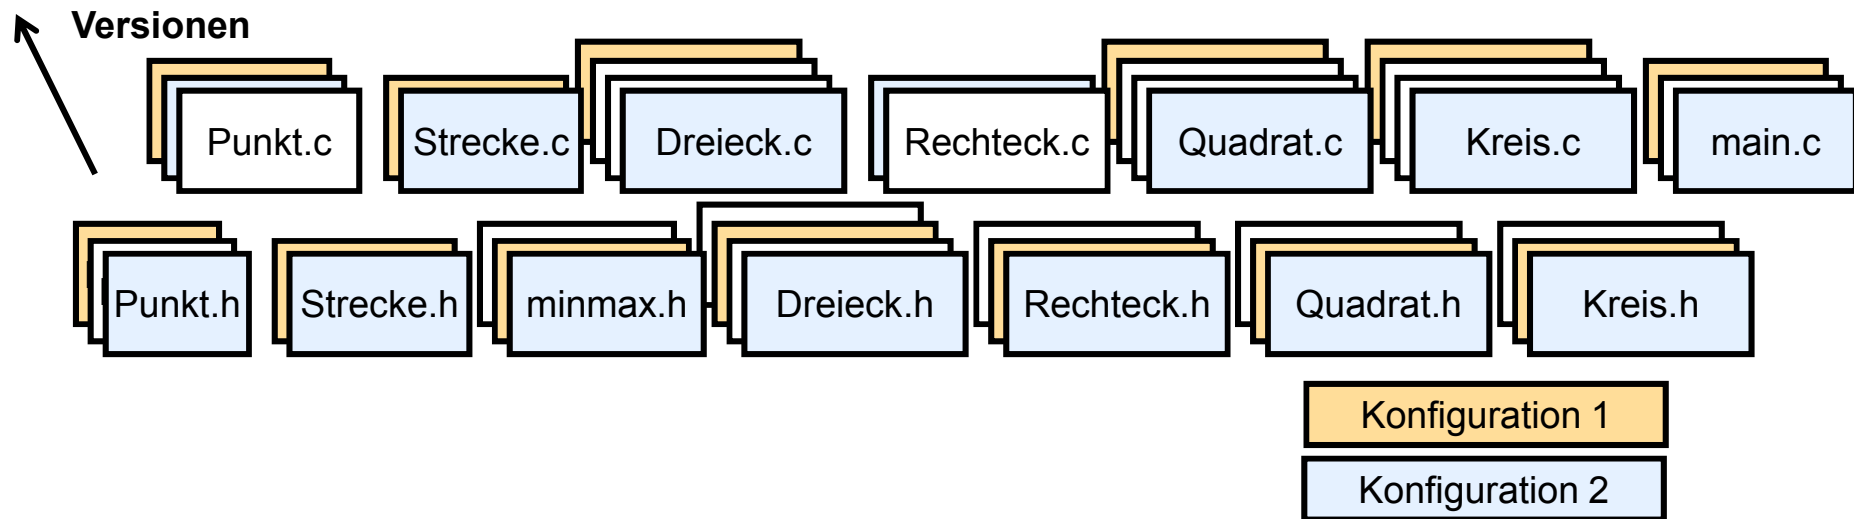 Versionen
Punkt.c Strecke.c Dreieck.c Rechteck.c Quadrat.c Kreis.c main.c
Punkt.h Strecke.h minmax.h Dreieck.h Rechteck.h Quadrat.h Kreis.h
Konfiguration 1
Konfiguration 2